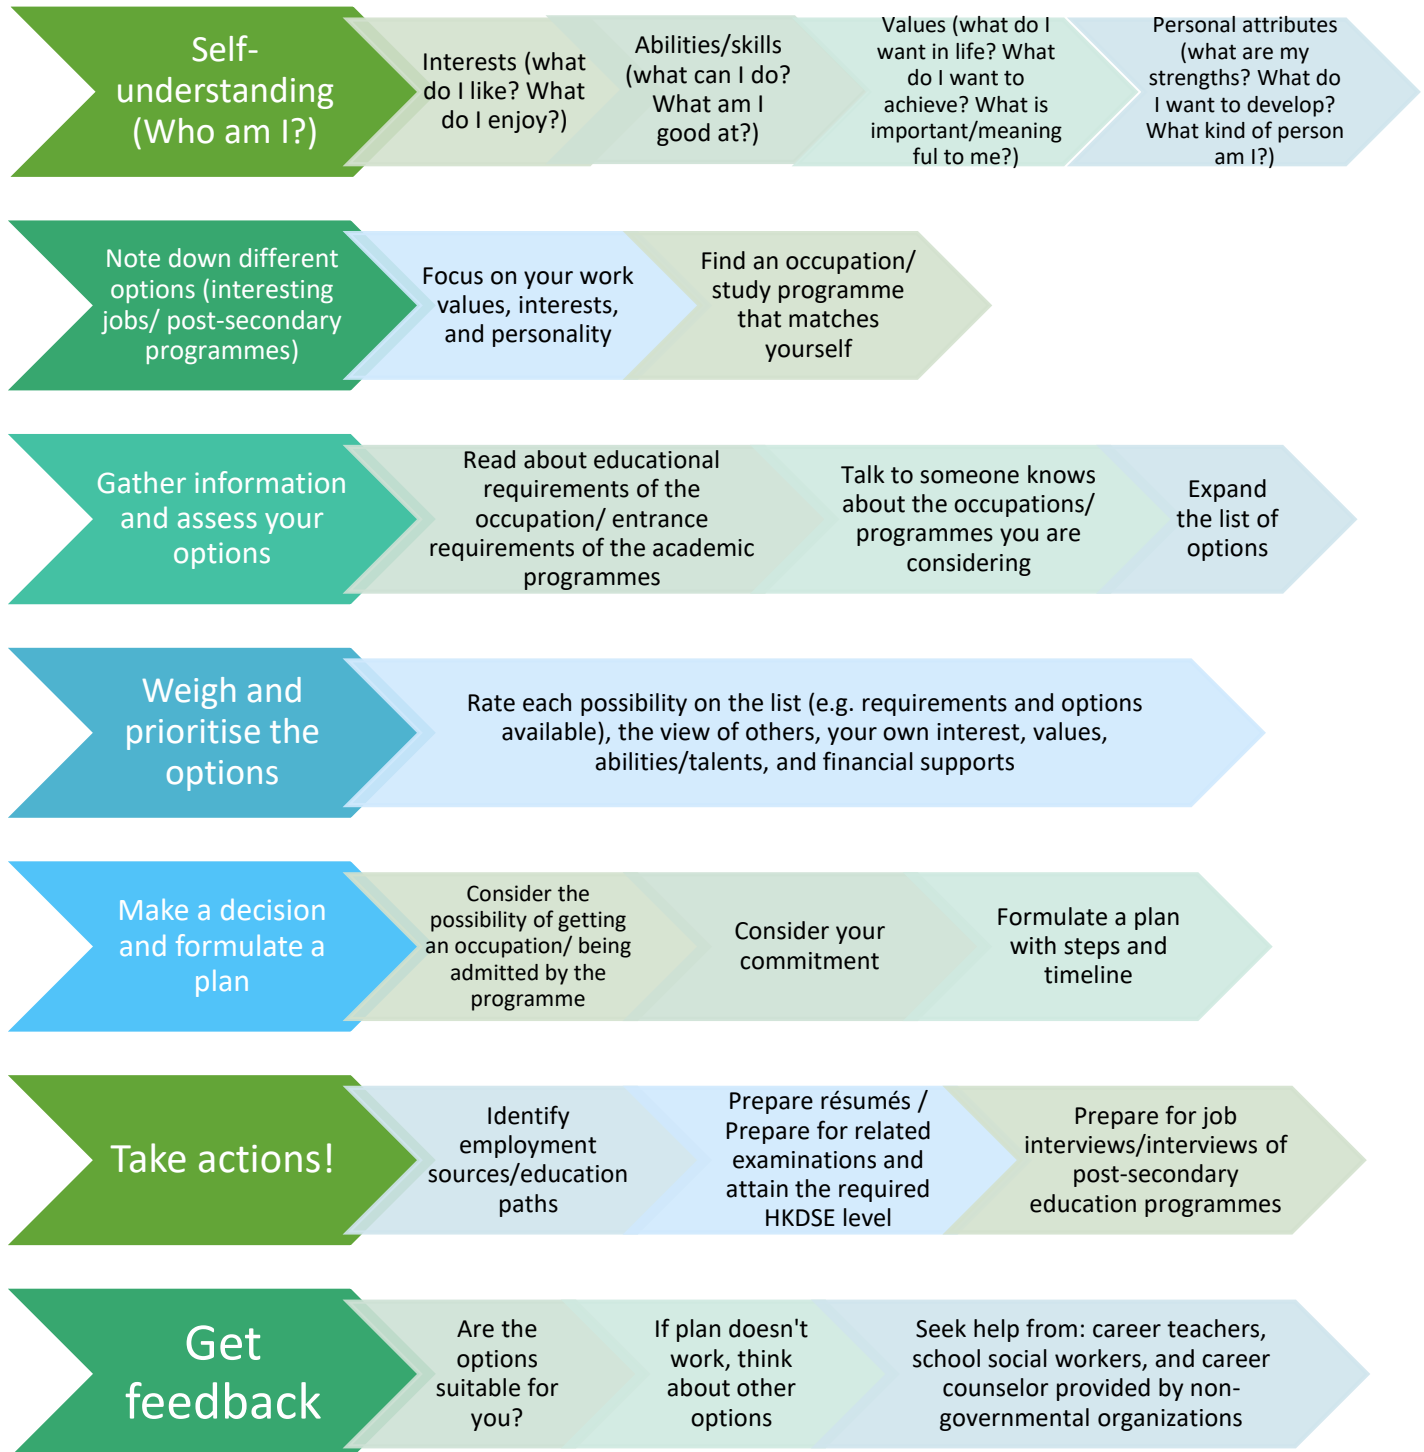 Self-
understanding
(Who am I?)
Interests (what
do I like? What
do I enjoy?)
Abilities/skills
(what can I do?
What am I
good at?)
Values (what do I
want in life? What
do I want to
achieve? What is
important/meaning
ful to me?)
Personal attributes
(what are my
strengths? What do
I want to develop?
What kind of person
am I?)
Note down different
options (interesting
jobs/ post-secondary
programmes)
Focus on your work
values, interests,
and personality
Find an occupation/
study programme
that matches
yourself
Gather information
and assess your
options
Read about educational
requirements of the
occupation/ entrance
requirements of the academic
programmes
Talk to someone knows
about the occupations/
programmes you are
considering
Expand
the list of
options
Weigh and
prioritise the
options
Rate each possibility on the list (e.g. requirements and options
available), the view of others, your own interest, values,
abilities/talents, and financial supports
Make a decision
and formulate a
plan
Consider the
possibility of getting
an occupation/ being
admitted by the
programme
Consider your
commitment
Formulate a plan
with steps and
timeline
Take actions!
Identify
employment
sources/education
paths
Prepare résumés /
Prepare for related
examinations and
attain the required
HKDSE level
Prepare for job
interviews/interviews of
post-secondary
education programmes
Get
feedback
Are the
options
suitable for
you?
If plan doesn't
work, think
about other
options
Seek help from: career teachers,
school social workers, and career
counselor provided by non-
governmental organizations